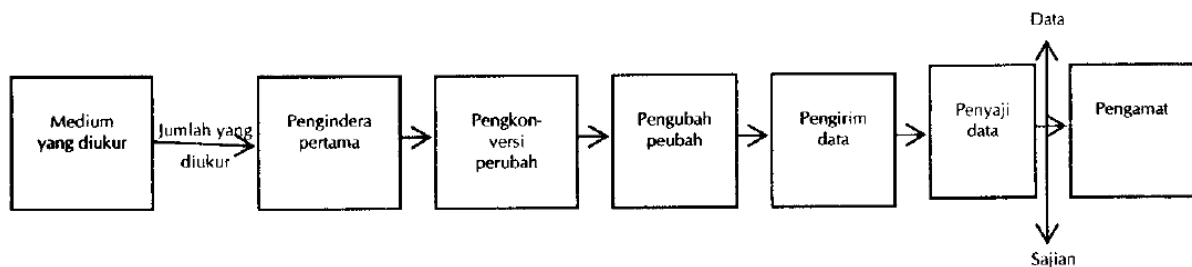 Data
Medium
yang diukur
Jumlah yang
diukur
Pengindera
pertama
Pengkon-
versi
perubah
Pengubah
peubah
Pengirim
data
Penyaji
data
Pengamat
Sajian